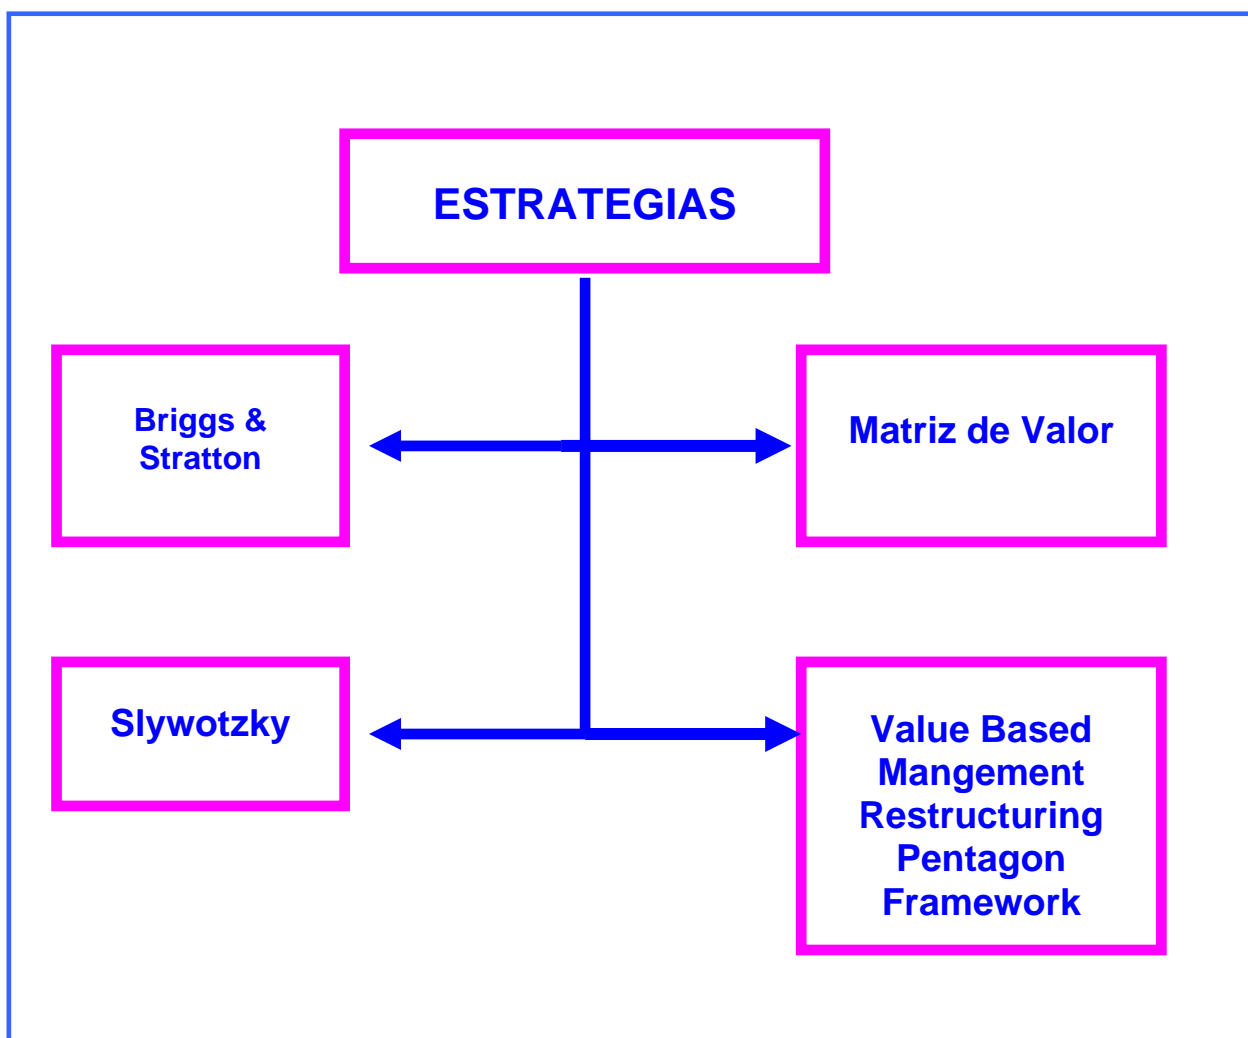 ESTRATEGIAS
Briggs &
Stratton
Matriz de Valor
Slywotzky
Value Based
Mangement
Restructuring
Pentagon
Framework